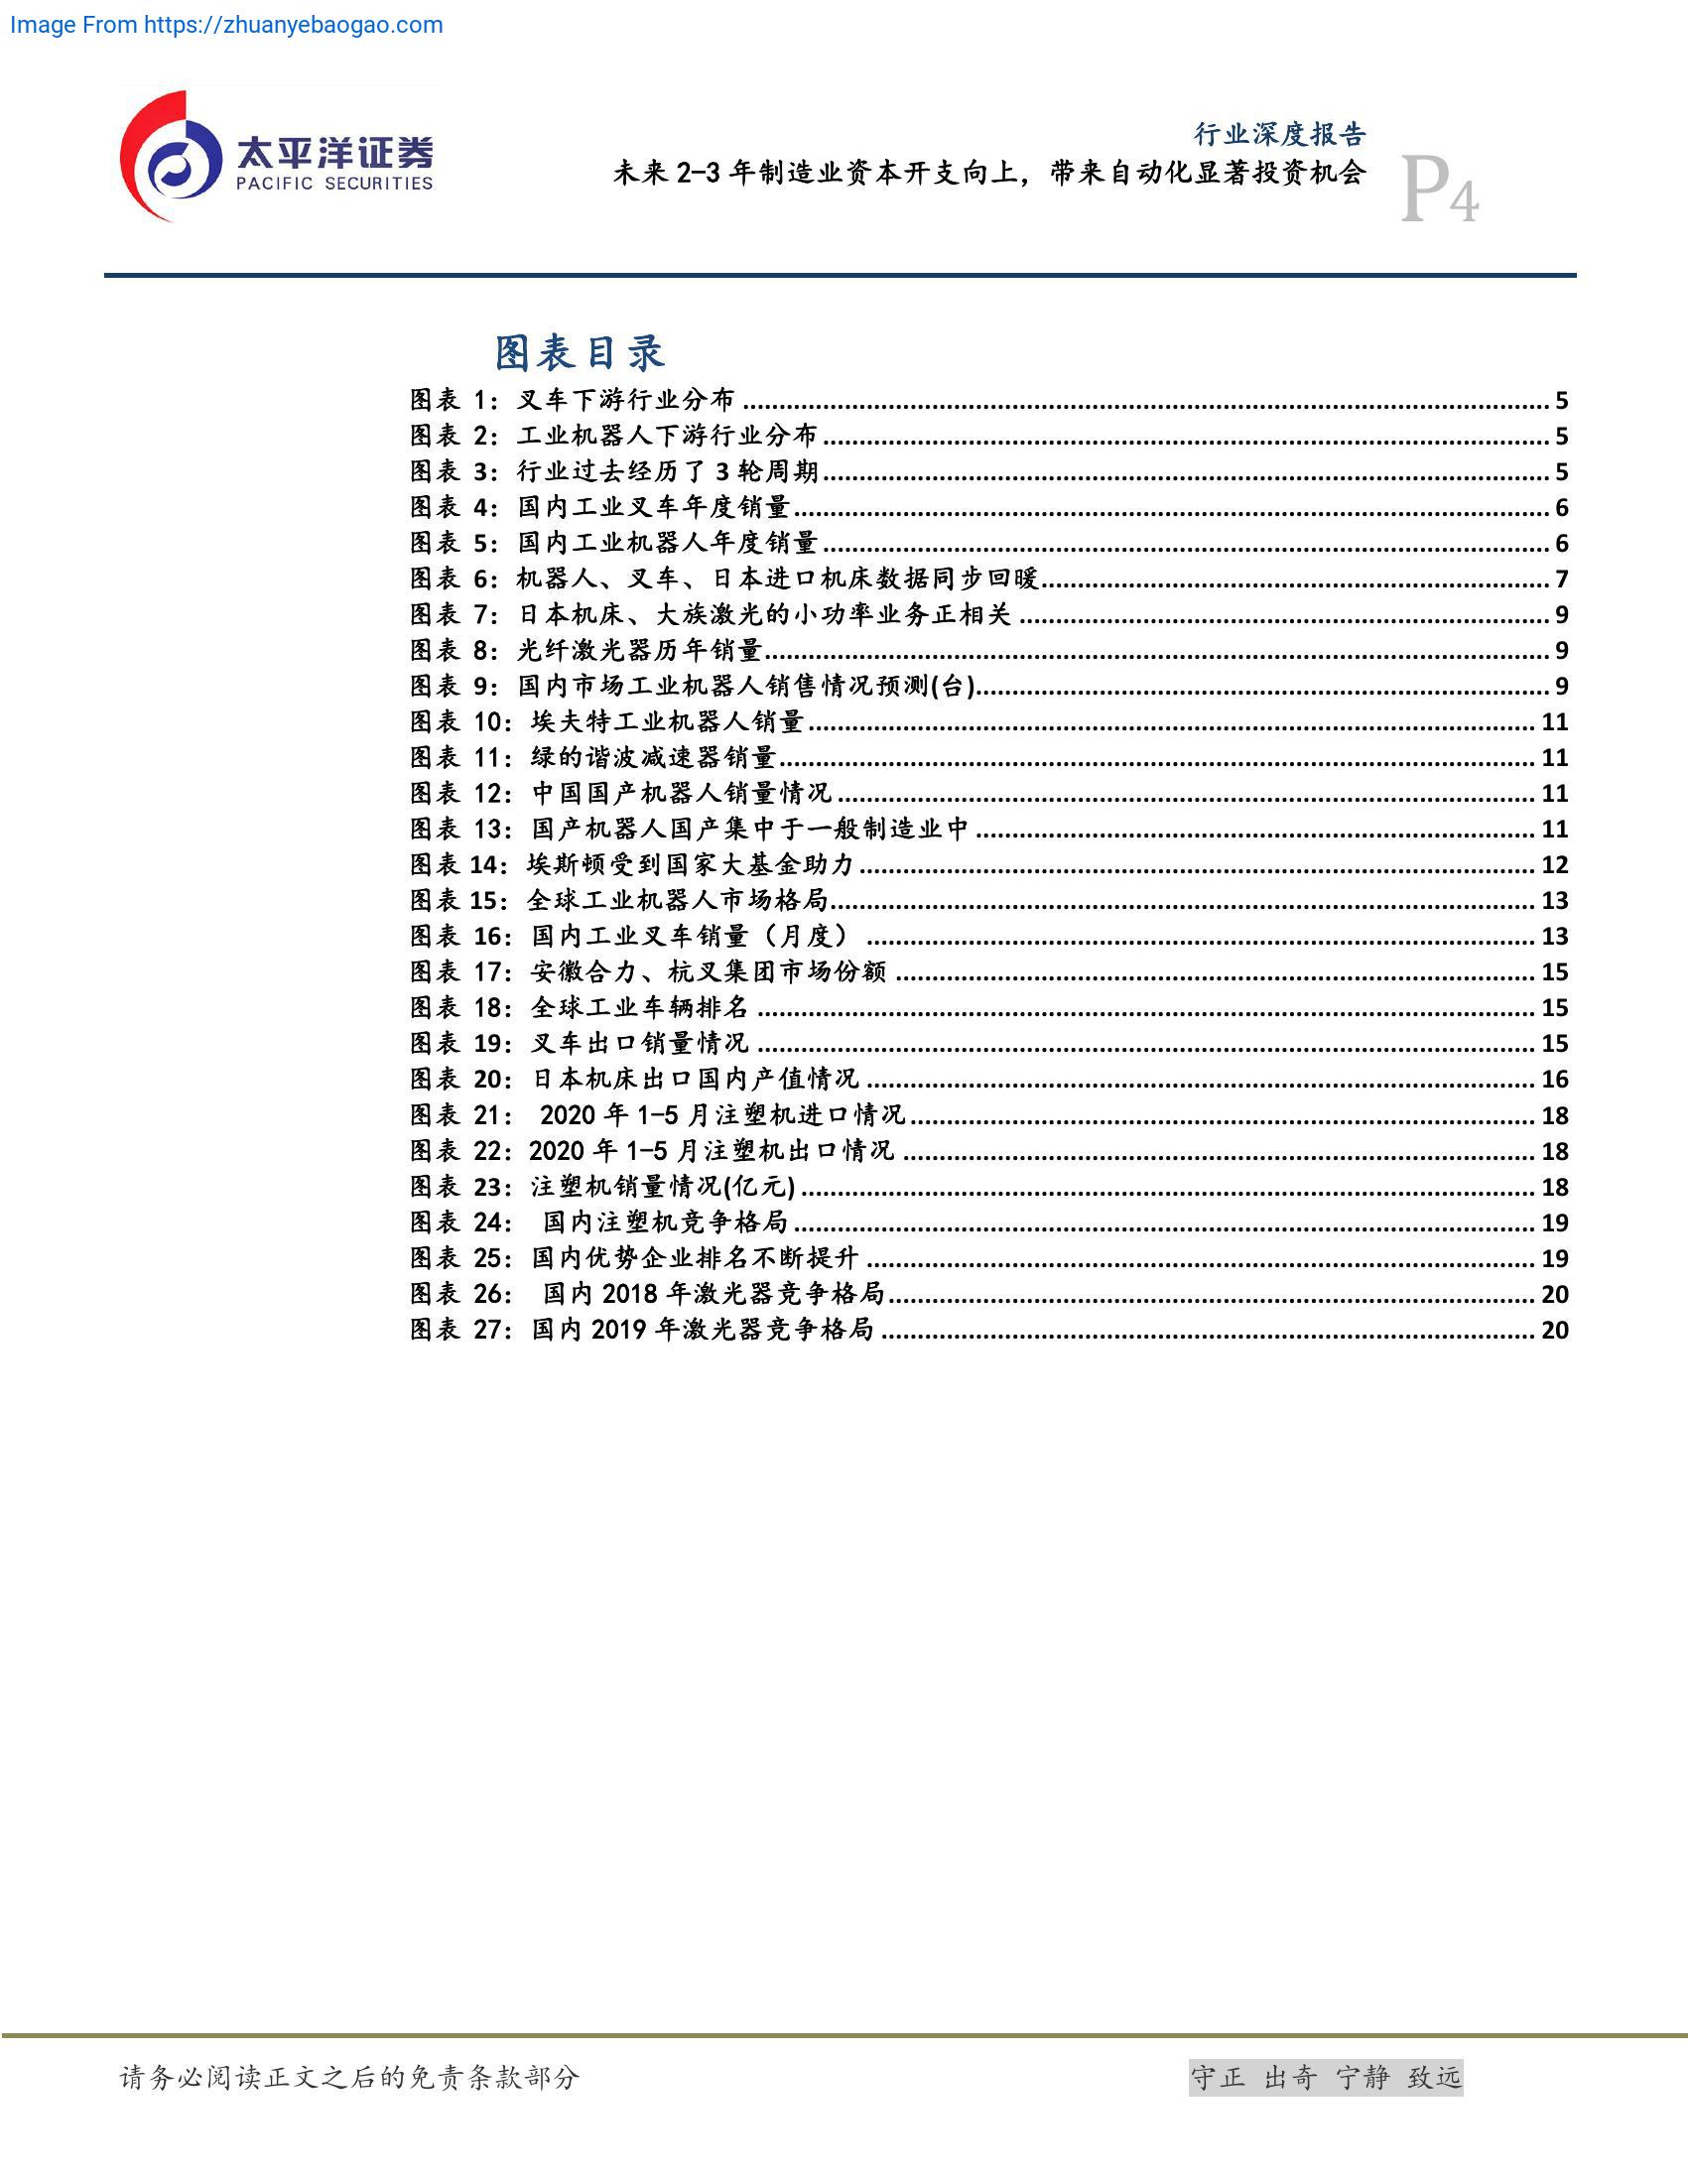 Image From https://zhuanyebaogao.com
太平洋证券
PACIFIC SECURITIES
行业深度报告
未来 2-3 年制造业资本开支向上，带来自动化显著投资机会
P4
图表目录
图表 1：叉车下游行业分布 5
图表 2：工业机器人下游行业分布 5
图表 3：行业过去经历了 3 轮周期 5
图表 4：国内工业叉车年度销量 6
图表 5：国内工业机器人年度销量 6
图表 6：机器人、叉车、日本进口机床数据同步回暖 7
图表 7：日本机床、大族激光的小功率业务正相关 9
图表 8：光纤激光器历年销量 9
图表 9：国内市场工业机器人销售情况预测(台) 9
图表 10：埃夫特工业机器人销量 11
图表 11：绿的谐波减速器销量 11
图表 12：中国国产机器人销量情况 11
图表 13：国产机器人国产集中于一般制造业中 11
图表 14：埃斯顿受到国家大基金助力 12
图表 15：全球工业机器人市场格局 13
图表 16：国内工业叉车销量（月度） 13
图表 17：安徽合力、杭叉集团市场份额 15
图表 18：全球工业车辆排名 15
图表 19：叉车出口销量情况 15
图表 20：日本机床出口国内产值情况 16
图表 21： 2020 年 1-5 月注塑机进口情况 18
图表 22：2020 年 1-5 月注塑机出口情况 18
图表 23：注塑机销量情况(亿元) 18
图表 24： 国内注塑机竞争格局 19
图表 25：国内优势企业排名不断提升 19
图表 26： 国内 2018 年激光器竞争格局 20
图表 27：国内 2019 年激光器竞争格局 20
请务必阅读正文之后的免责条款部分
守正 出奇 宁静 致远